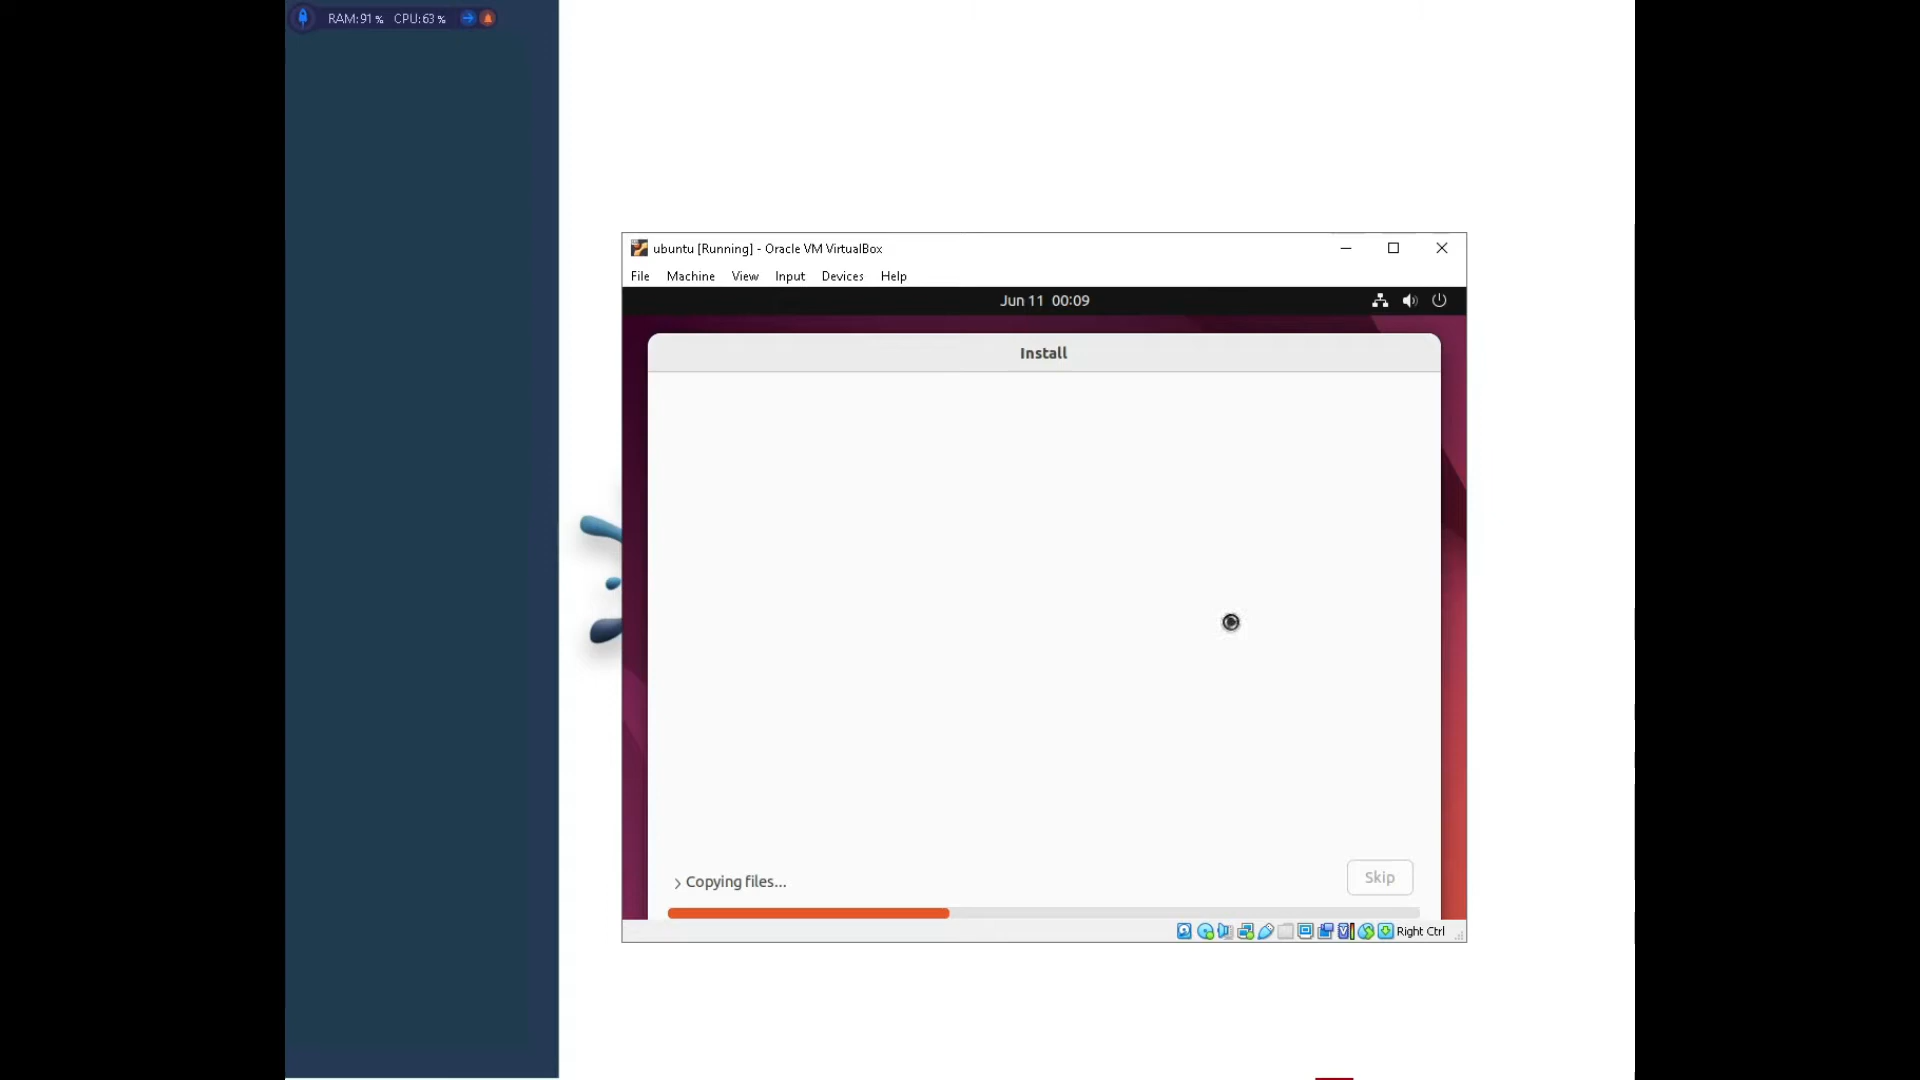 RAM:91% CPU:63%
ubuntu [Running] - Oracle VM VirtualBox
File Machine View Input Devices Help
Jun 11 00:09
Install
Copying files...
Skip
Right Ctrl